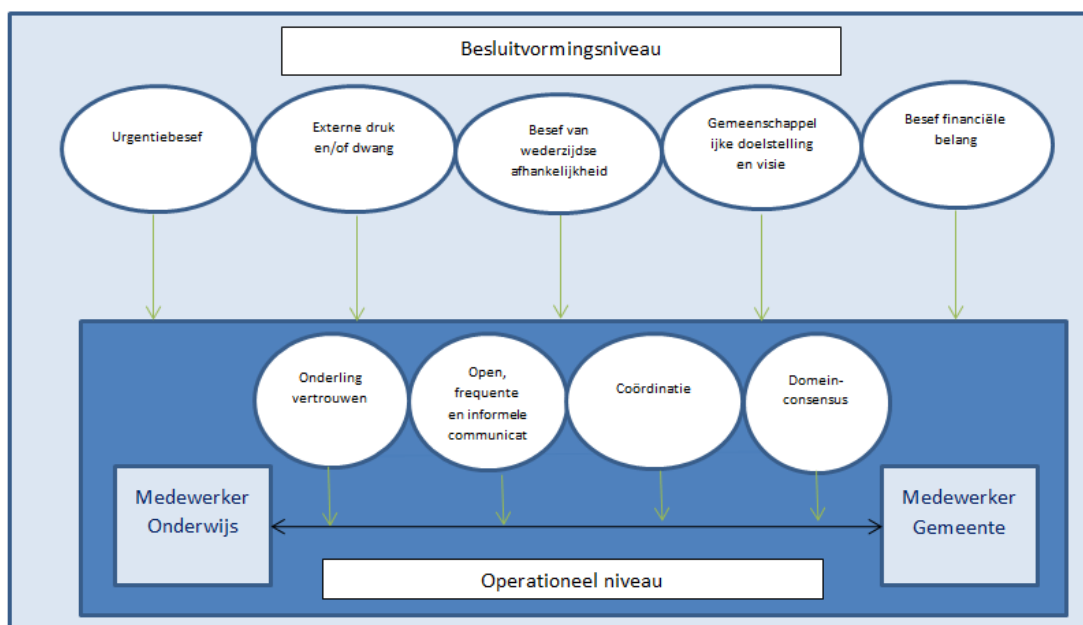 Besluitvormingsniveau
Urgentiebesef
Externe druk
en/of dwang
Besef van
wederzijdse
afhankelijkheid
Gemeenschappel
ijke doelstelling
en visie
Besef financiële
belang
Onderling
vertrouwen
Open,
frequente
en informele
communicat
Coördinatie
Domein-
consensus
Medewerker
Onderwijs
Medewerker
Gemeente
Operationeel niveau